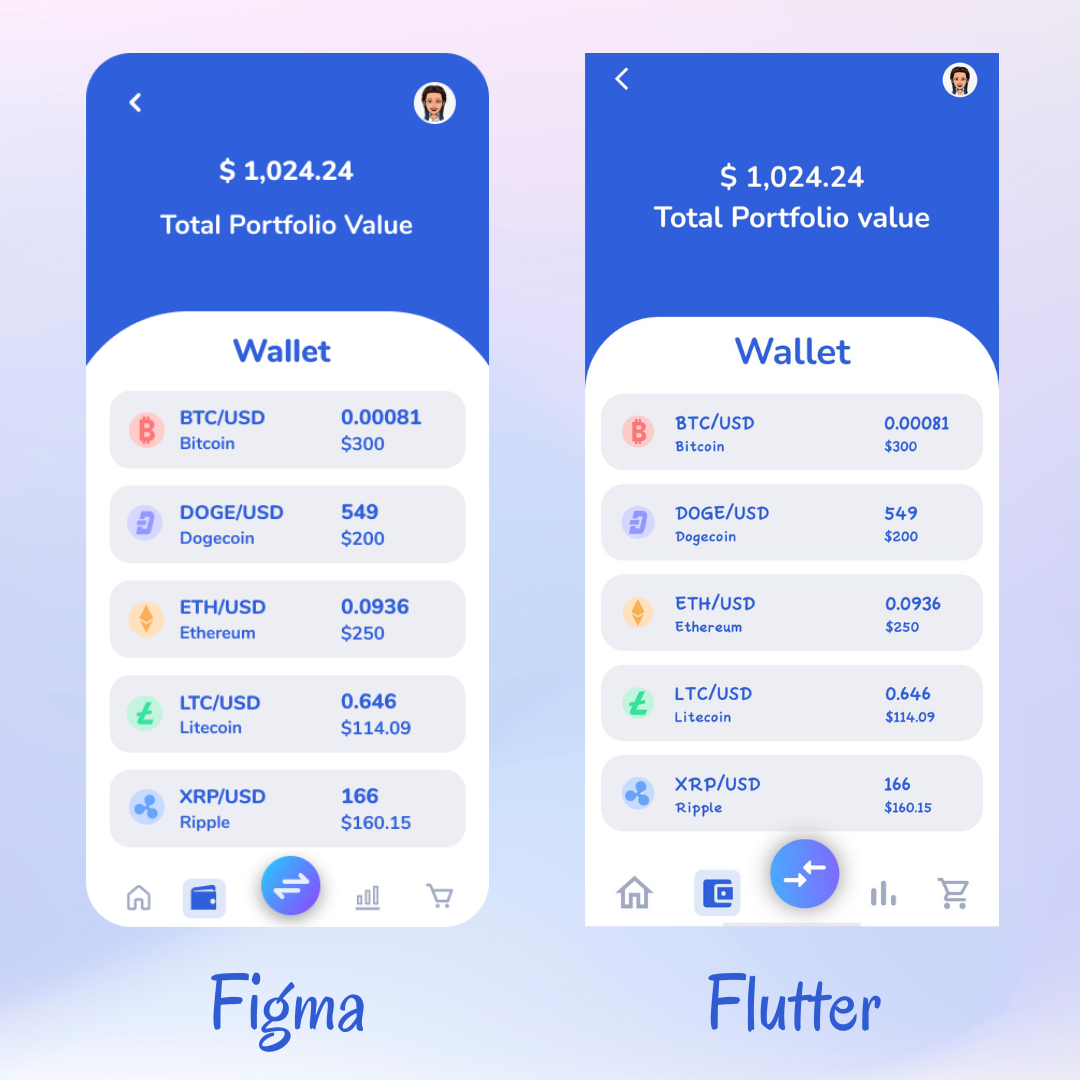 $ 1,024.24
Total Portfolio Value
Wallet
BTC/USD 0.00081
Bitcoin $300
DOGE/USD 549
Dogecoin $200
ETH/USD 0.0936
Ethereum $250
LTC/USD 0.646
Litecoin $114.09
XRP/USD 166
Ripple $160.15
Figma
$ 1,024.24
Total Portfolio value
Wallet
BTC/USD 0.00081
Bitcoin $300
DOGE/USD 549
Dogecoin $200
ETH/USD 0.0936
Ethereum $250
LTC/USD 0.646
Litecoin $114.09
XRP/USD 166
Ripple $160.15
Flutter